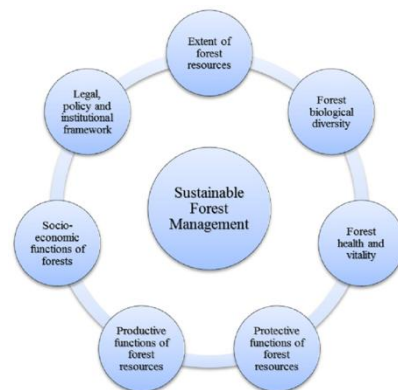 Extent of
forest
resources
Forest
biological
diversity
Forest
health and
vitality
Protective
functions of
forest
resources
Productive
functions of
forest
resources
Socio-
economic
functions of
forests
Legal,
policy and
institutional
framework
Sustainable
Forest
Management